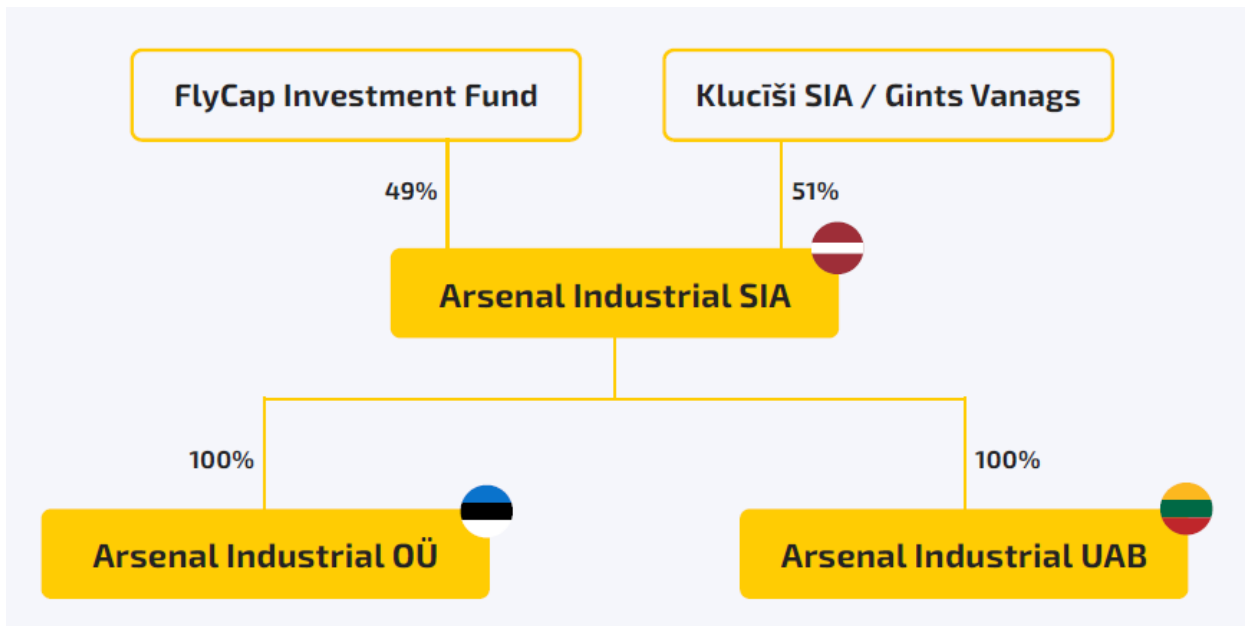 FlyCap Investment Fund
Klucīši SIA / Gints Vanags
49%
51%
Arsenal Industrial SIA
100%
100%
Arsenal Industrial OÜ
Arsenal Industrial UAB